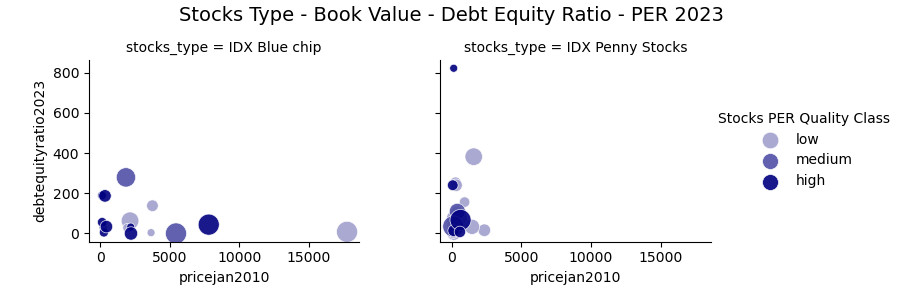 Stocks Type - Book Value - Debt Equity Ratio - PER 2023
stocks_type = IDX Blue chip
stocks_type = IDX Penny Stocks
debtequityratio2023
800
600
400
200
0
0
5000
10000
15000
pricejan2010
0
5000
10000
15000
pricejan2010
Stocks PER Quality Class
low
medium
high